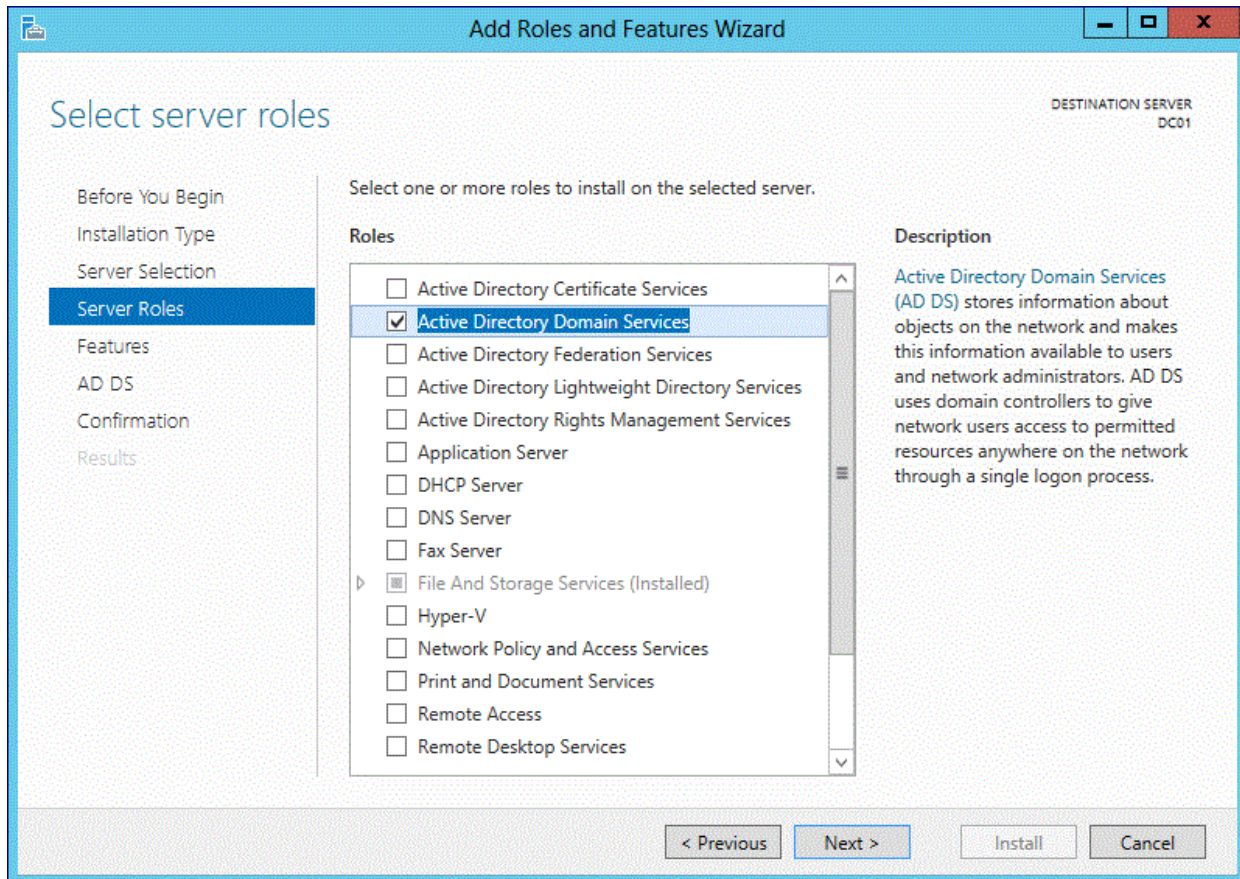 Add Roles and Features Wizard
Select server roles
DESTINATION SERVER
DC01
Before You Begin
Installation Type
Server Selection
Server Roles
Features
AD DS
Confirmation
Results
Select one or more roles to install on the selected server.
Roles
Active Directory Certificate Services
Active Directory Domain Services
Active Directory Federation Services
Active Directory Lightweight Directory Services
Active Directory Rights Management Services
Application Server
DHCP Server
DNS Server
Fax Server
File And Storage Services (Installed)
Hyper-V
Network Policy and Access Services
Print and Document Services
Remote Access
Remote Desktop Services
Description
Active Directory Domain Services
(AD DS) stores information about
objects on the network and makes
this information available to users
and network administrators. AD DS
uses domain controllers to give
network users access to permitted
resources anywhere on the network
through a single logon process.
< Previous
Next >
Install
Cancel